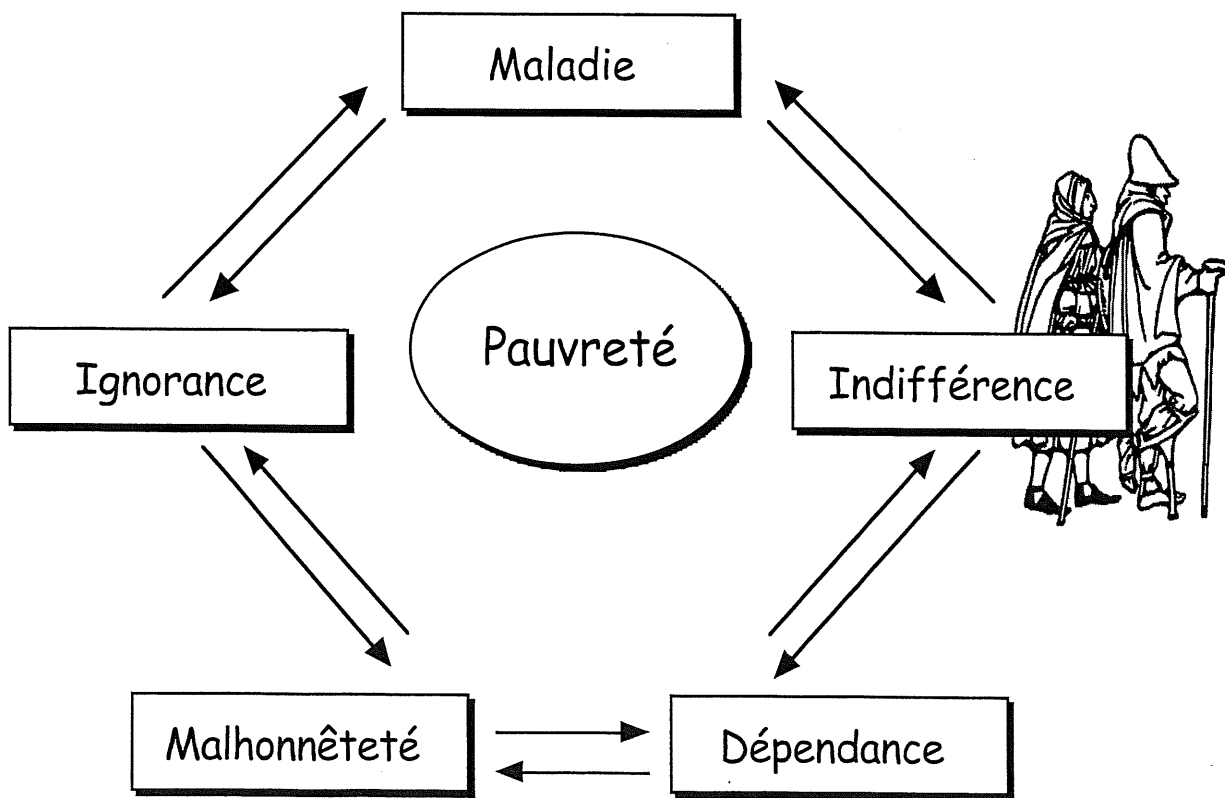 Maladie
Pauvreté
Ignorance
Indifférence
Malhonnêteté
Dépendance